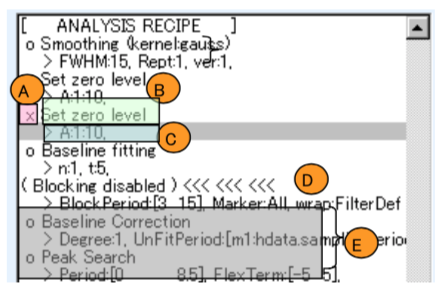 [ ANALYSIS RECIPE ]
o Smoothing (kernel:gauss)
> FWHM:15, Rept:1, ver:1,
Set zero level
A B
> A:1:10,
x Set zero level
> A:1:10, C
o Baseline fitting
> n:1, t:5,
( Blocking disabled ) <<< <<< <<< D
> BlockPeriod:[3 15], Marker:All, wrap:FilterDef
o Baseline Correction
> Degree:1, UnFitPeriod:[m1:hdata.samp
E
o Peak Search
> Period:[0 8.5], FlexTerm:[-5 5],